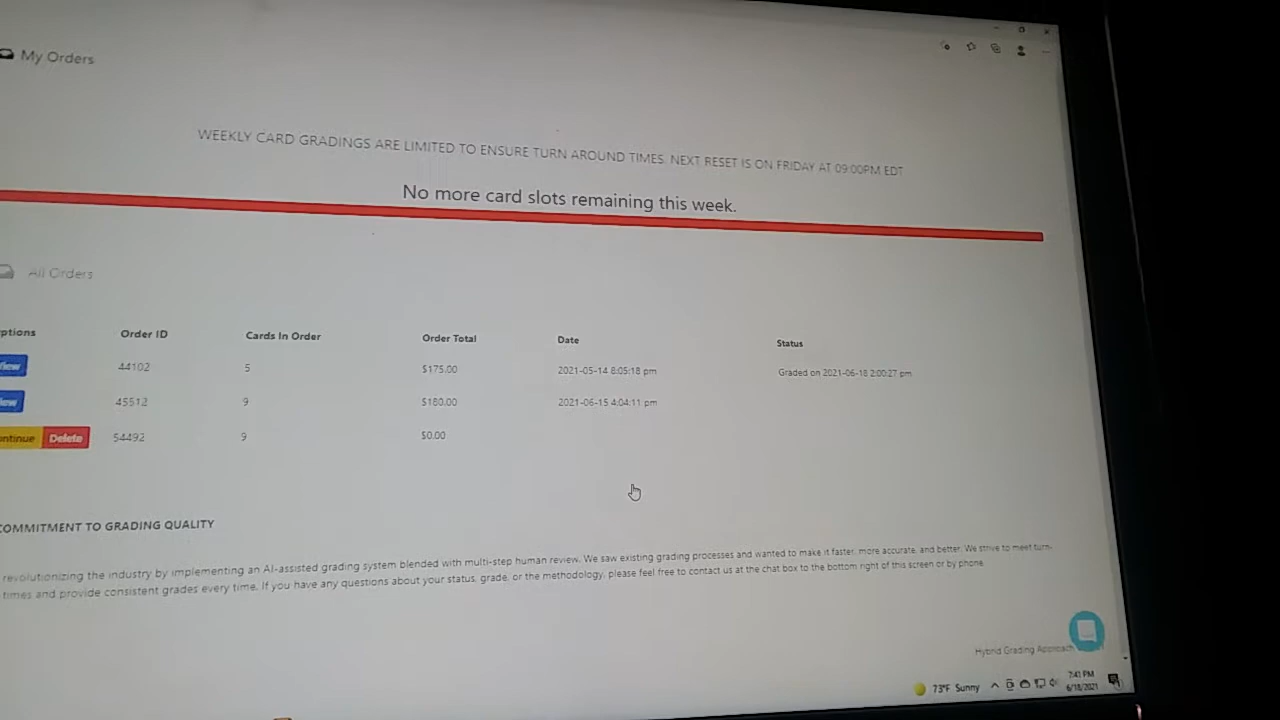 My Orders
WEEKLY CARD GRADINGS ARE LIMITED TO ENSURE TURN AROUND TIMES. NEXT RESET IS ON FRIDAY AT 09:00PM EDT
No more card slots remaining this week.
All Orders
ptions Order ID Cards In Order Order Total Date Status
View 44102 5 $175.00 2021-05-14 8:05:18 pm Graded on 2021-06-18 2:00:27 pm
iew 45512 9 $180.00 2021-06-15 4:04:11 pm
ontinue Delete 54492 9 $0.00
COMMITMENT TO GRADING QUALITY
revolutionizing the industry by implementing an AI-assisted grading system blended with multi-step human review. We saw existing grading processes and wanted to make it faster, more accurate, and better. We strive to meet turn-
times and provide consistent grades every time. If you have any questions about your status, grade, or the methodology, please feel free to contact us at the chat box to the bottom right of this screen or by phone
Hybrid Grading Approach
73°F Sunny 7:41 PM
6/18/2021